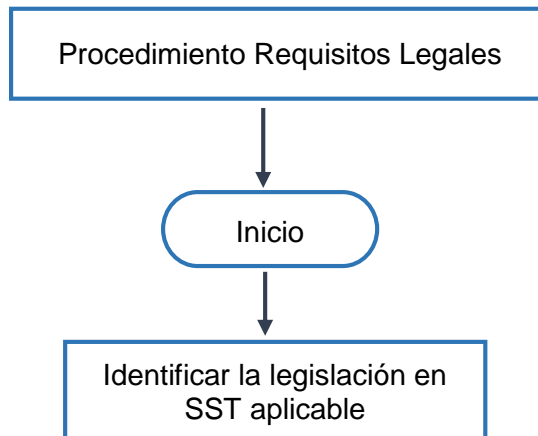 Procedimiento Requisitos Legales
Inicio
Identificar la legislación en
SST aplicable